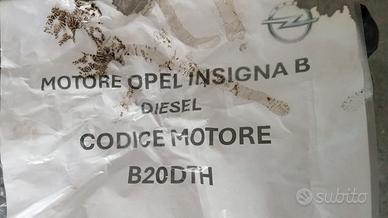 MOTORE OPEL INSIGNA B
DIESEL
CODICE MOTORE
B20DTH
subito